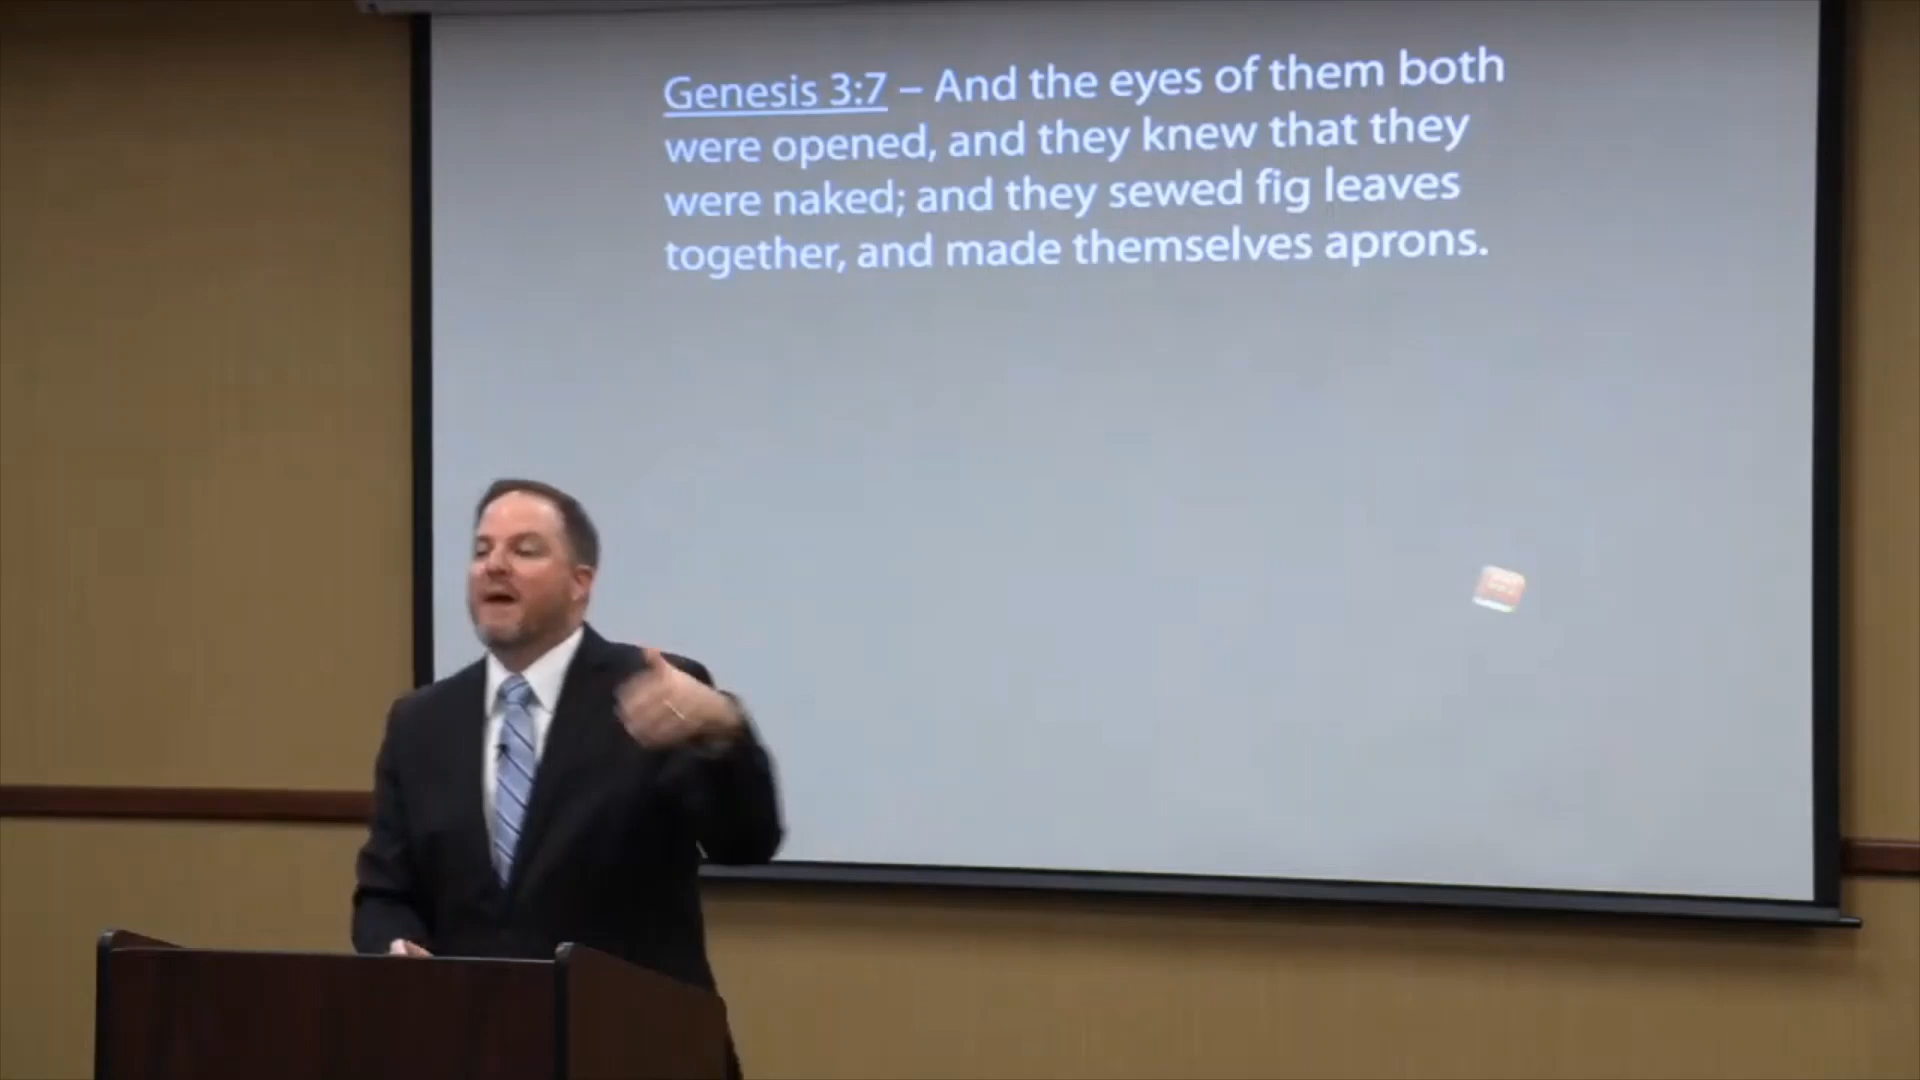 Genesis 3:7 – And the eyes of them both
were opened, and they knew that they
were naked; and they sewed fig leaves
together, and made themselves aprons.